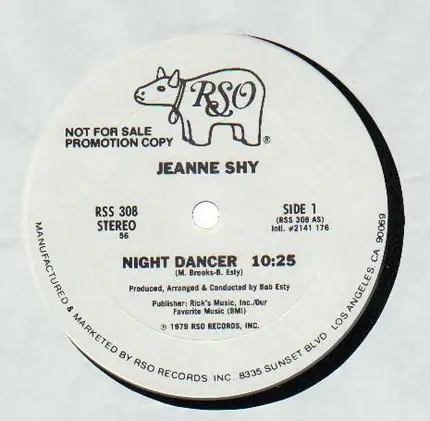 RSO
®
NOT FOR SALE
PROMOTION COPY
JEANNE SHY
RSS 308
STEREO
56
SIDE 1
(RSS 308 AS)
Intl. #2141 176
NIGHT DANCER 10:25
(M. Brooks-B. Esty)
Produced, Arranged & Conducted by Bob Esty
Publisher: Rick's Music, Inc./Our
Favorite Music (BMI)
℗ 1979 RSO RECORDS, INC.
MANUFACTURED & MARKETED BY RSO RECORDS INC. 8335 SUNSET BLVD LOS ANGELES, CA 90069